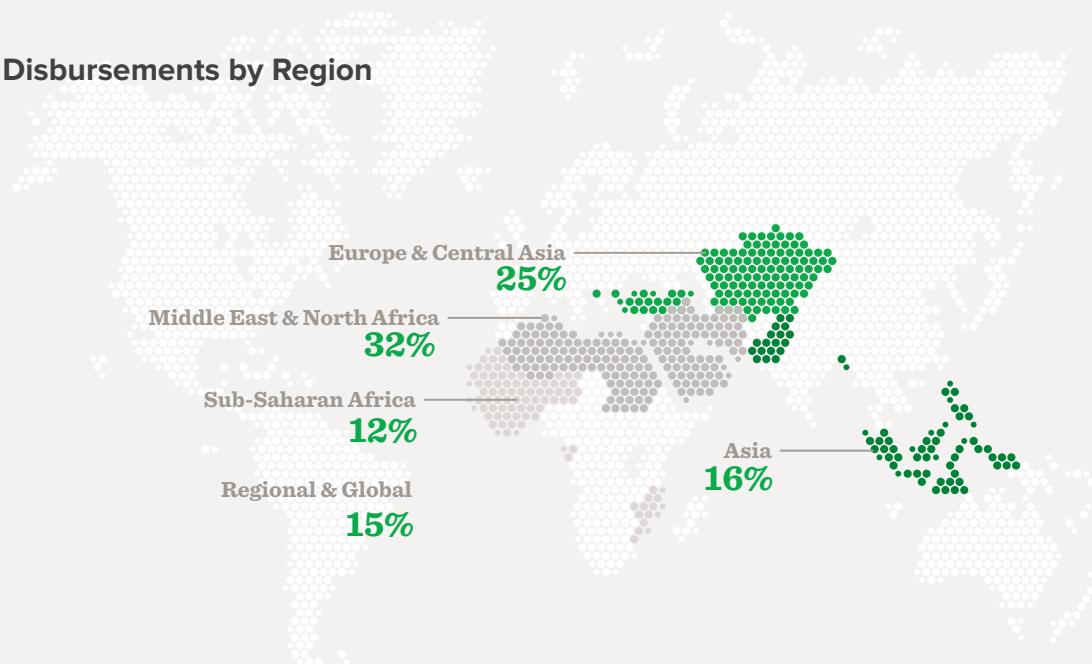 Disbursements by Region
Europe & Central Asia
25%
Middle East & North Africa
32%
Sub-Saharan Africa
12%
Asia
16%
Regional & Global
15%